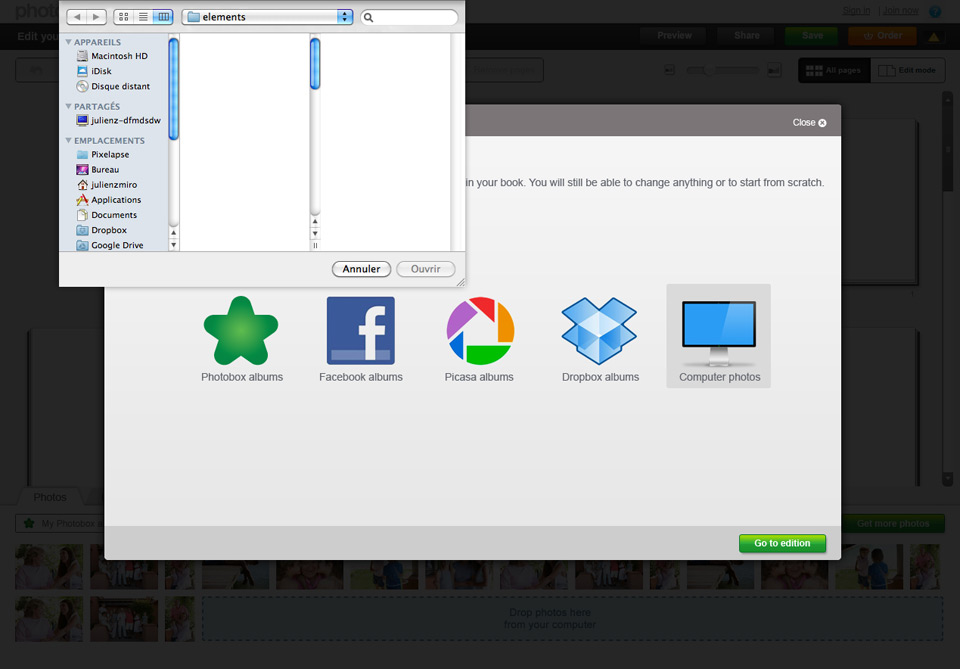 phot
Sign in | Join now
Edit you
Preview
Share
Save
Order
All pages
Edit mode
elements
APPAREILS
Macintosh HD
iDisk
Disque distant
PARTAGÉS
julienz-dfmdsdw
EMPLACEMENTS
Pixelapse
Bureau
julienzmiro
Applications
Documents
Dropbox
Google Drive
Annuler
Ouvrir
Close
in your book. You will still be able to change anything or to start from scratch.
Photobox albums
Facebook albums
Picasa albums
Dropbox albums
Computer photos
Go to edition
Photos
My Photobox
Get more photos
Drop photos here
from your computer